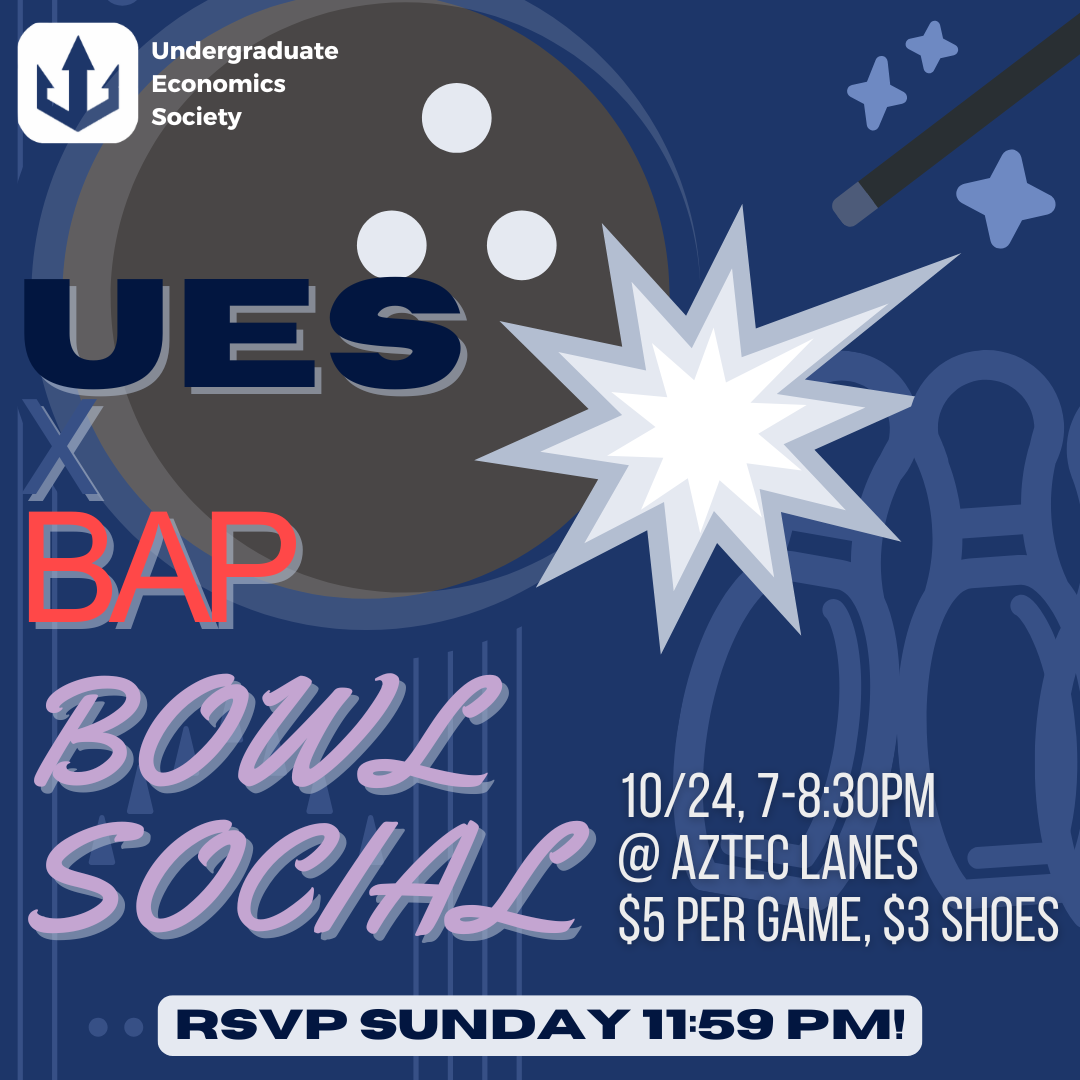 Undergraduate
Economics
Society
UES
X
BAP
BOWL
SOCIAL
10/24, 7-8:30PM
@ AZTEC LANES
$5 PER GAME, $3 SHOES
RSVP SUNDAY 11:59 PM!